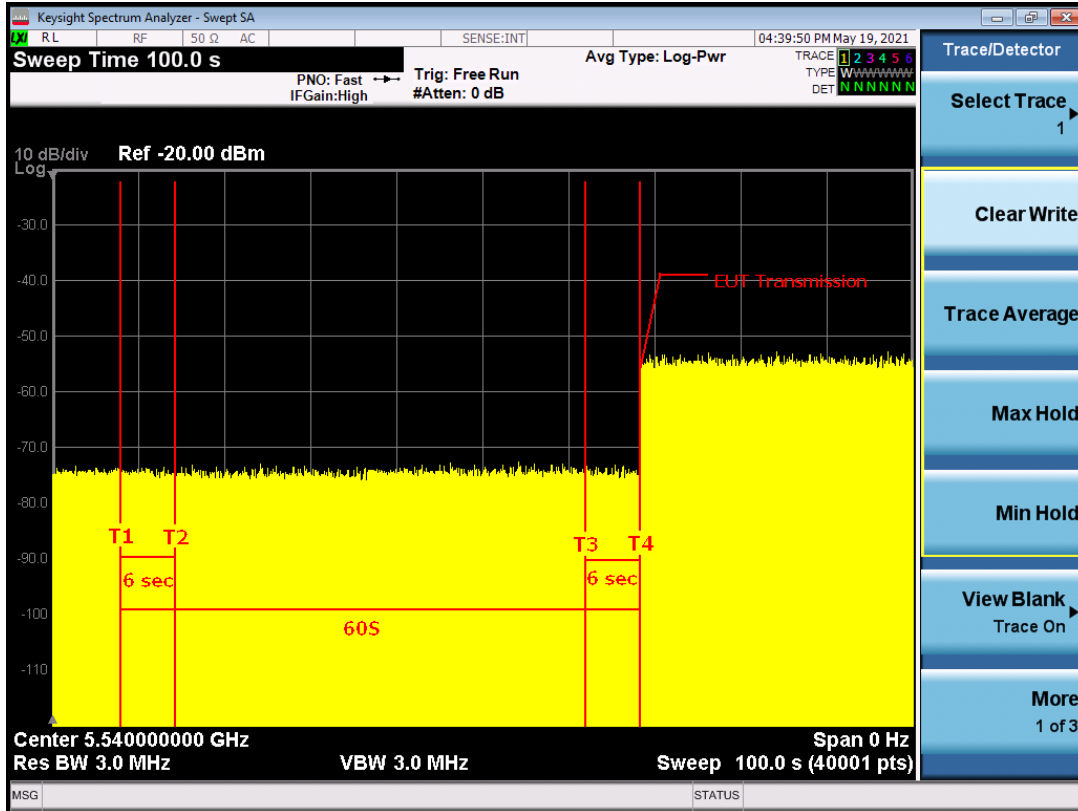 Keysight Spectrum Analyzer - Swept SA
LXI RL RF 50 Ω AC SENSE:INT 04:39:50 PM May 19, 2021
Sweep Time 100.0 s
Avg Type: Log-Pwr
TRACE 1 2 3 4 5 6
PNO: Fast Trig: Free Run
TYPE WWWWWW
IFGain:High #Atten: 0 dB
DET N N N N N N
Trace/Detector
Select Trace
1
Clear Write
Trace Average
Max Hold
Min Hold
View Blank
Trace On
More
1 of 3
10 dB/div Ref -20.00 dBm
Log
-30.0
-40.0
EUT Transmission
-50.0
-60.0
-70.0
-80.0
T1 T2 T3 T4
-90.0
6 sec 6 sec
-100
60S
-110
Center 5.540000000 GHz Span 0 Hz
Res BW 3.0 MHz VBW 3.0 MHz Sweep 100.0 s (40001 pts)
MSG STATUS